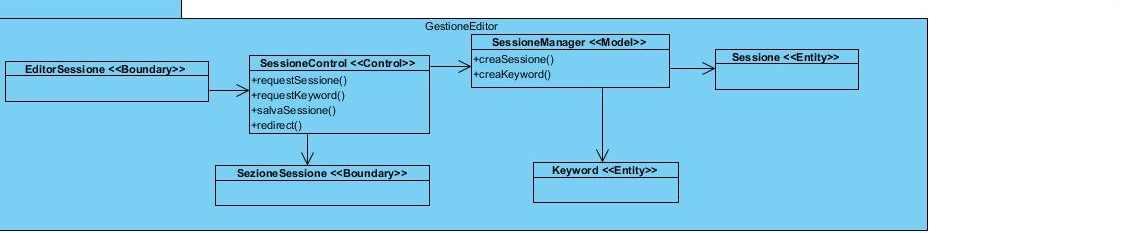 GestioneEditor
EditorSessione <<Boundary>>
SessioneControl <<Control>>
+requestSessione()
+requestKeyword()
+salvaSessione()
+redirect()
SessioneManager <<Model>>
+creaSessione()
+creaKeyword()
Sessione <<Entity>>
SezioneSessione <<Boundary>>
Keyword <<Entity>>